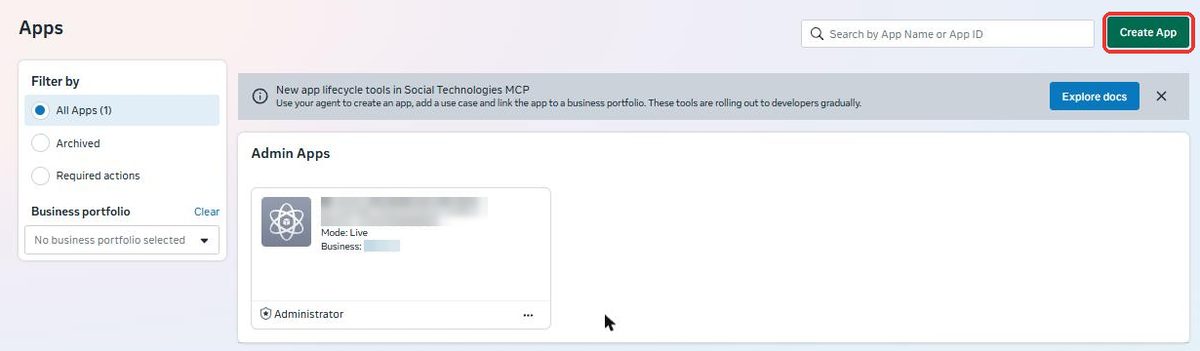 Apps
Search by App Name or App ID
Create App
Filter by
All Apps (1)
Archived
Required actions
Business portfolio
Clear
No business portfolio selected
New app lifecycle tools in Social Technologies MCP
Use your agent to create an app, add a use case and link the app to a business portfolio. These tools are rolling out to developers gradually.
Explore docs
Admin Apps
Mode: Live
Business:
Administrator